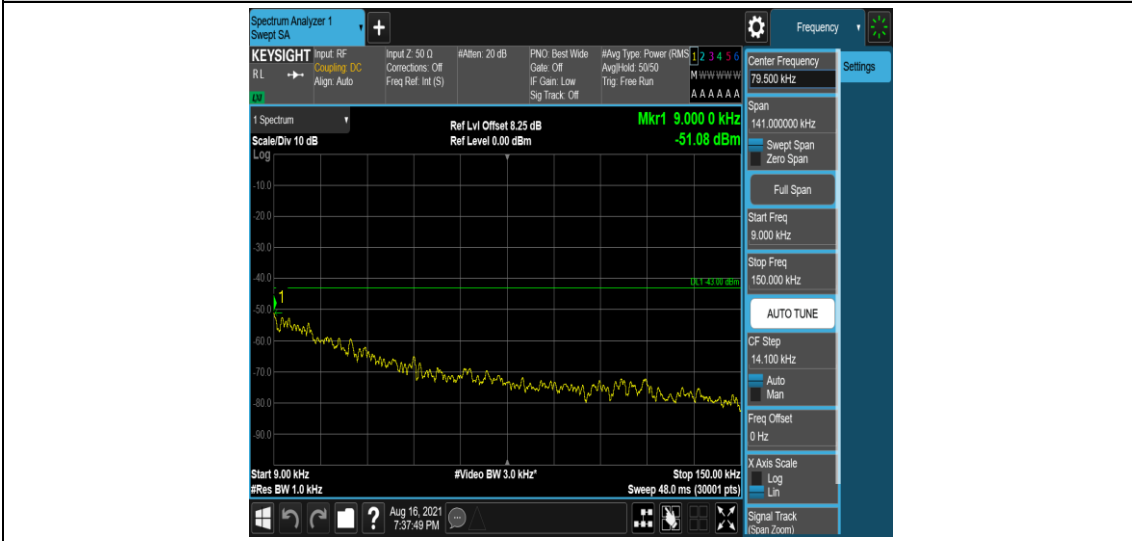 Spectrum Analyzer 1
Swept SA
+
Frequency
KEYSIGHT
RL
LXI
Input: RF
Coupling: DC
Align: Auto
Input Z: 50 Ω
Corrections: Off
Freq Ref: Int (S)
#Atten: 20 dB
PNO: Best Wide
Gate: Off
IF Gain: Low
Sig Track: Off
#Avg Type: Power (RMS
Avg|Hold: 50/50
Trig: Free Run
1 2 3 4 5 6
M W W W W W
A A A A A A
1 Spectrum
Scale/Div 10 dB
Log
Ref Lvl Offset 8.25 dB
Ref Level 0.00 dBm
Mkr1 9.000 0 kHz
-51.08 dBm
-10.0
-20.0
-30.0
-40.0
DL1 -43.00 dBm
1
-50.0
-60.0
-70.0
-80.0
-90.0
Start 9.00 kHz
#Video BW 3.0 kHz*
Stop 150.00 kHz
#Res BW 1.0 kHz
Sweep 48.0 ms (30001 pts)
?
Aug 16, 2021
7:37:49 PM
Center Frequency
79.500 kHz
Settings
Span
141.000000 kHz
Swept Span
Zero Span
Full Span
Start Freq
9.000 kHz
Stop Freq
150.000 kHz
AUTO TUNE
CF Step
14.100 kHz
Auto
Man
Freq Offset
0 Hz
X Axis Scale
Log
Lin
Signal Track
(Span Zoom)